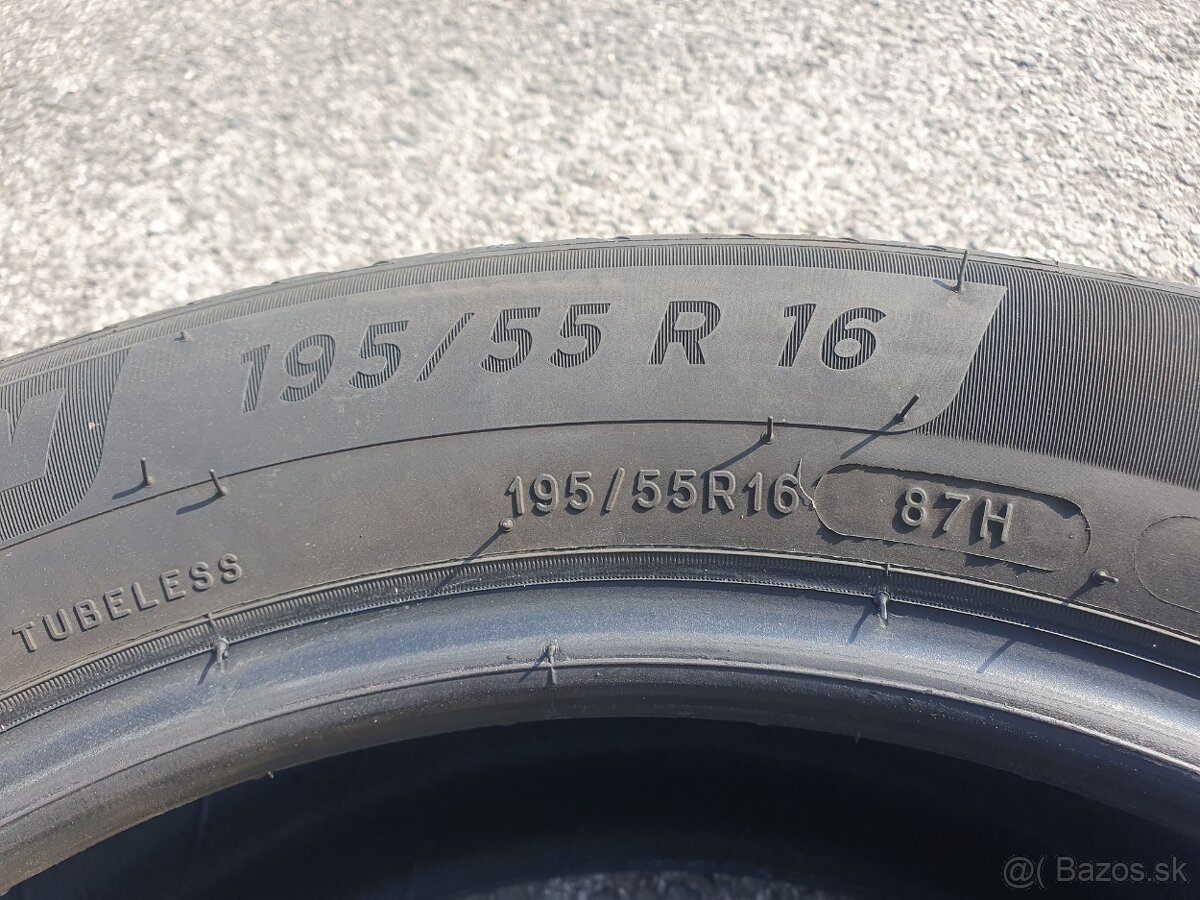 195/55 R 16
195/55R16 87H
TUBELESS
@( Bazos.sk